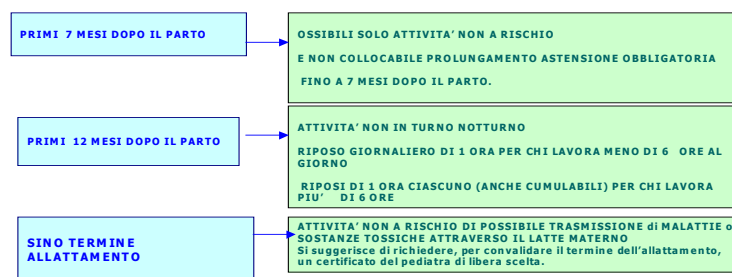 PRIMI 7 MESI DOPO IL PARTO
OSSIBILI SOLO ATTIVITA' NON A RISCHIO
E NON COLLOCABILE PROLUNGAMENTO ASTENSIONE OBBLIGATORIA
FINO A 7 MESI DOPO IL PARTO.
PRIMI 12 MESI DOPO IL PARTO
ATTIVITA' NON IN TURNO NOTTURNO
RIPOSO GIORNALIERO DI 1 ORA PER CHI LAVORA MENO DI 6 ORE AL
GIORNO
RIPOSI DI 1 ORA CIASCUNO (ANCHE CUMULABILI) PER CHI LAVORA
PIU' DI 6 ORE
SINO TERMINE
ALLATTAMENTO
ATTIVITA' NON A RISCHIO DI POSSIBILE TRASMISSIONE di MALATTIE o
SOSTANZE TOSSICHE ATTRAVERSO IL LATTE MATERNO
Si suggerisce di richiedere, per convalidare il termine dell'allattamento,
un certificato del pediatra di libera scelta.